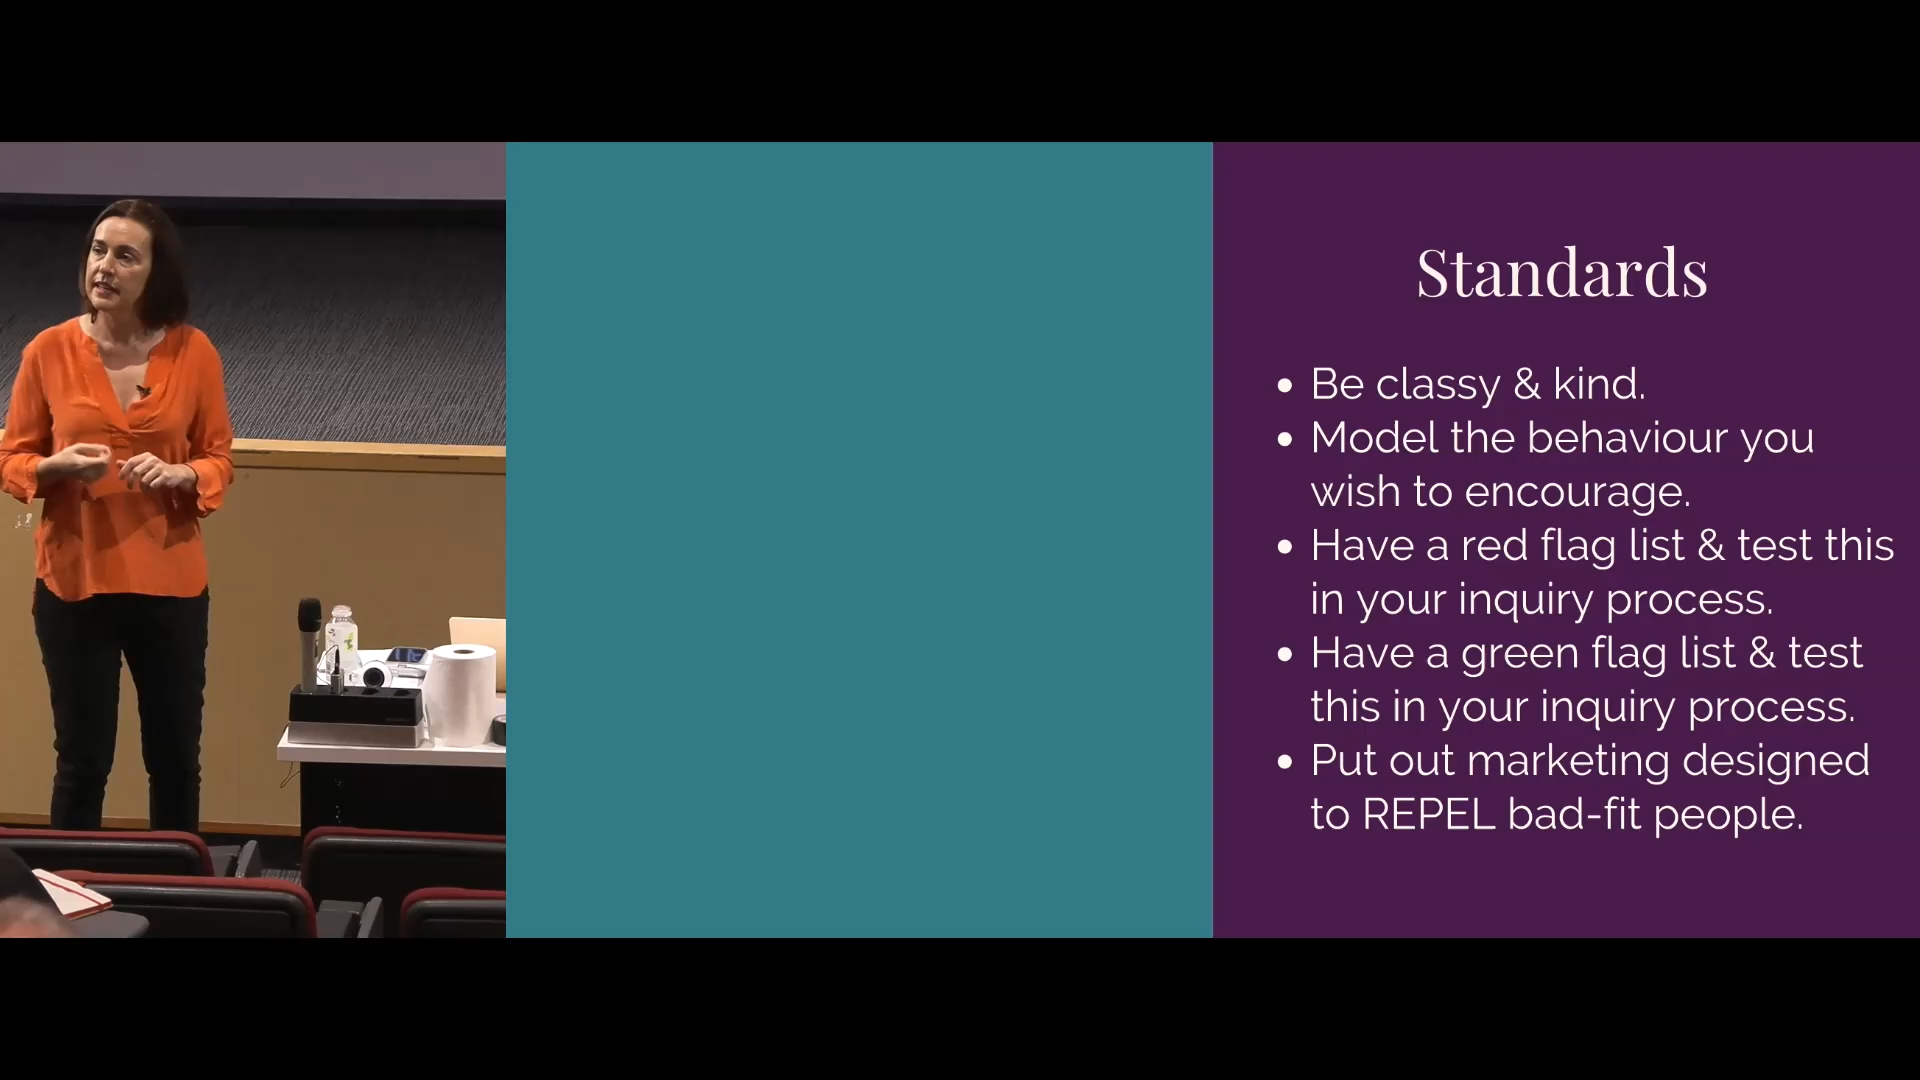 Standards
• Be classy & kind.
• Model the behaviour you
wish to encourage.
• Have a red flag list & test this
in your inquiry process.
• Have a green flag list & test
this in your inquiry process.
• Put out marketing designed
to REPEL bad-fit people.